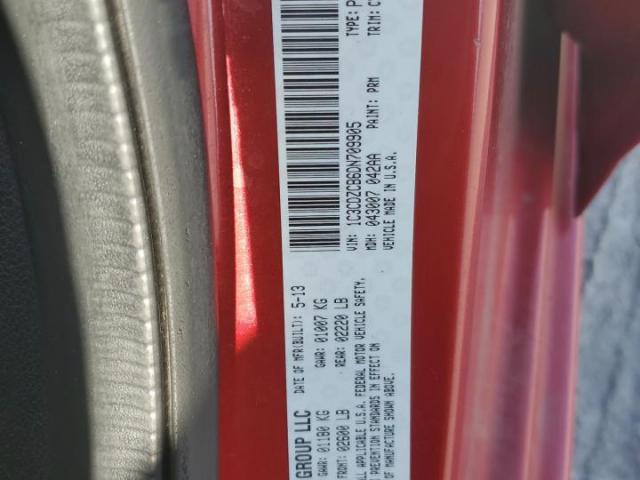 GROUP LLC DATE OF MFR(BUILT): 5-13
GAWR: 01180 KG GAWR: 01007 KG
FRONT: 02600 LB REAR: 02220 LB
ALL APPLICABLE U.S.A. FEDERAL MOTOR VEHICLE SAFETY,
PREVENTION STANDARDS IN EFFECT ON
OF MANUFACTURE SHOWN ABOVE.
VIN: 1C3CDZCB6DN709905 TYPE: P
MDH: 043007 042AA PAINT: PRM TRIM: C
VEHICLE MADE IN U.S.A.